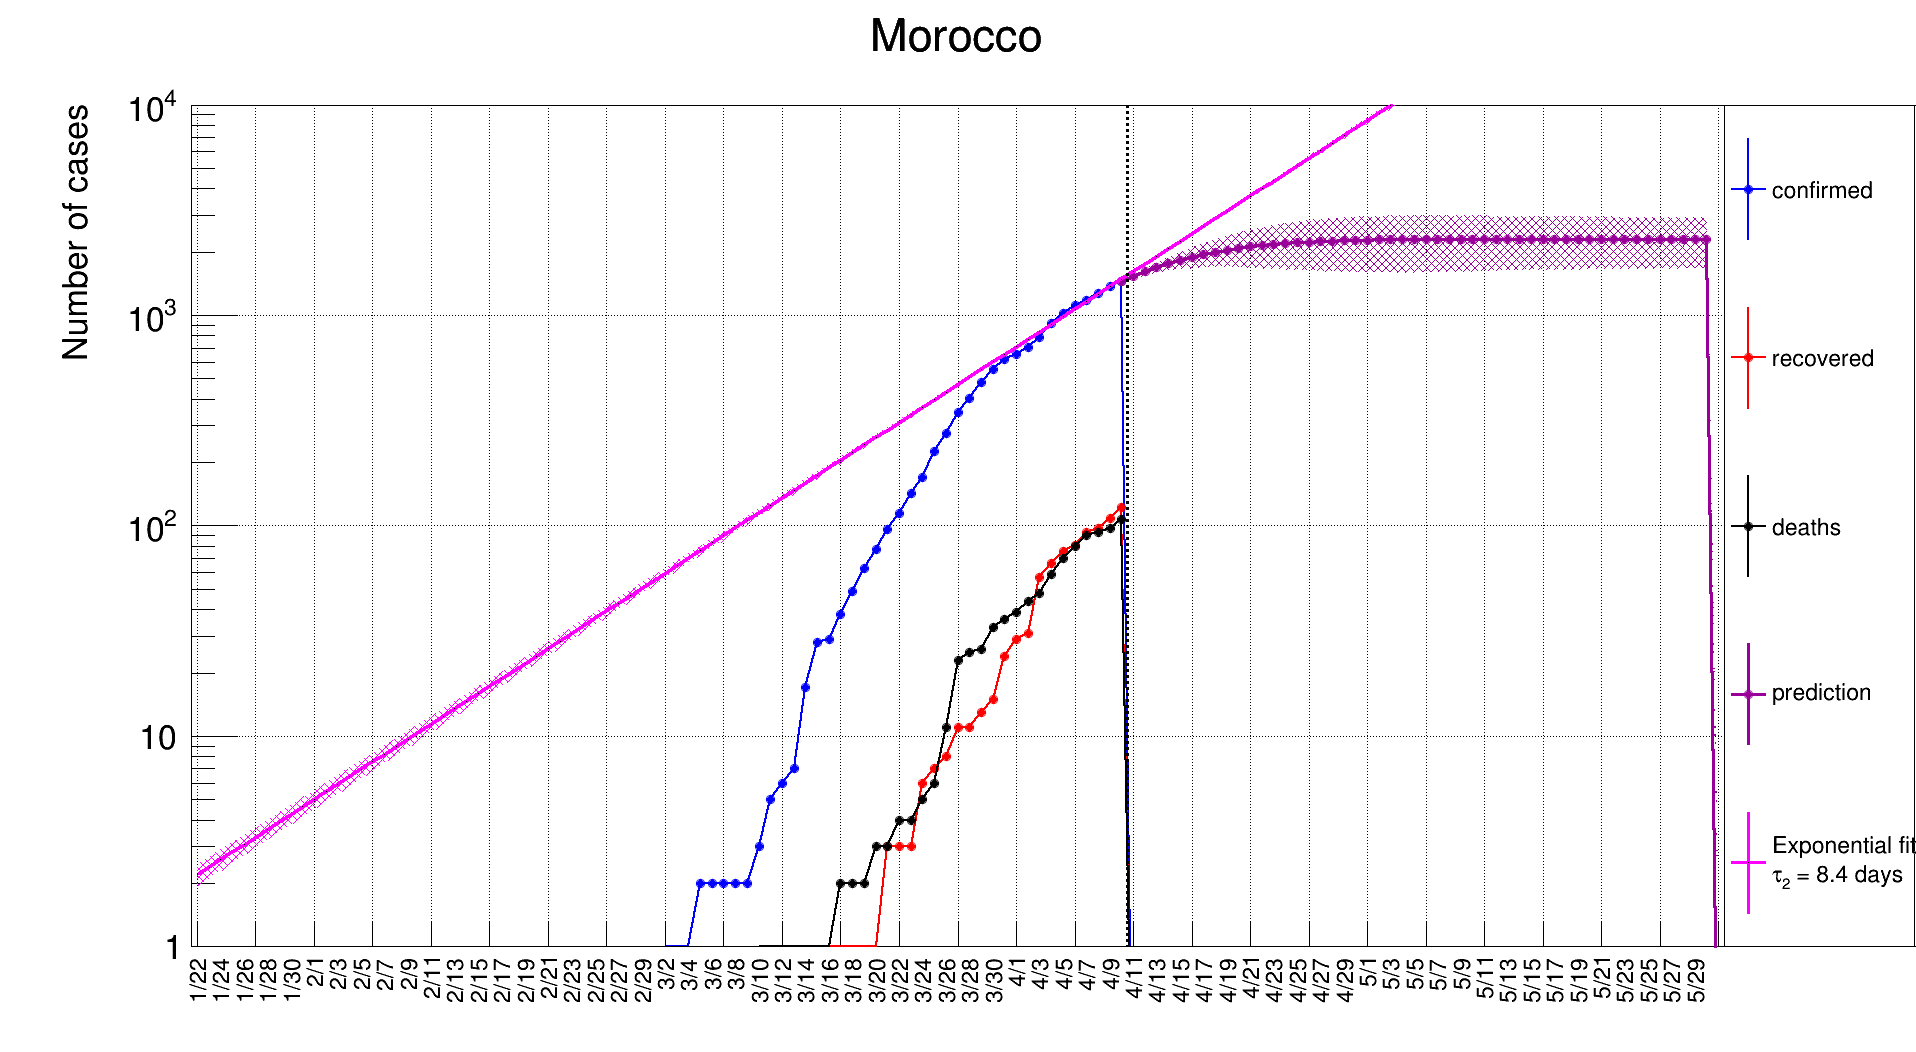 Morocco
Number of cases
10⁴
10³
10²
10
1
1/22 1/24 1/26 1/28 1/30 2/1 2/3 2/5 2/7 2/9 2/11 2/13 2/15 2/17 2/19 2/21 2/23 2/25 2/27 2/29 3/2 3/4 3/6 3/8 3/10 3/12 3/14 3/16 3/18 3/20 3/22 3/24 3/26 3/28 3/30 4/1 4/3 4/5 4/7 4/9 4/11 4/13 4/15 4/17 4/19 4/21 4/23 4/25 4/27 4/29 5/1 5/3 5/5 5/7 5/9 5/11 5/13 5/15 5/17 5/19 5/21 5/23 5/25 5/27 5/29
confirmed
recovered
deaths
prediction
Exponential fit
τ₂ = 8.4 days